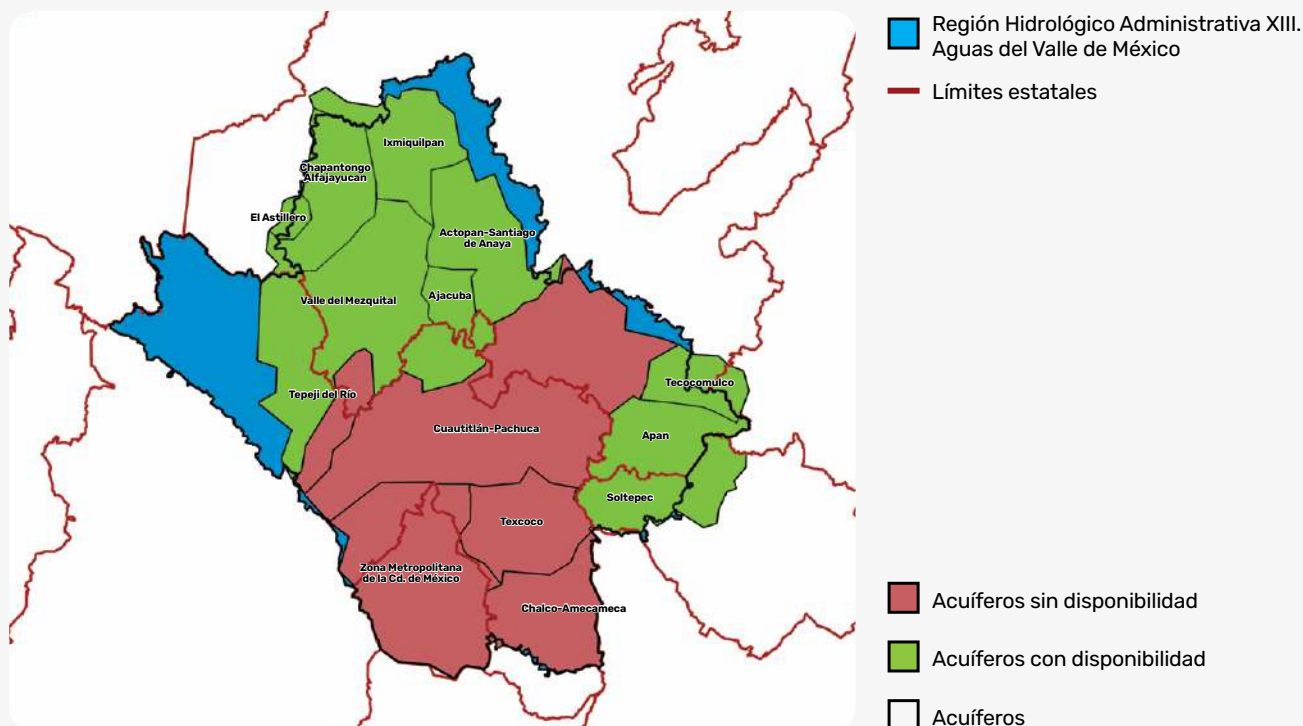 Región Hidrológico Administrativa XIII.
Aguas del Valle de México
Límites estatales
Ixmiquilpan
Chapantongo
Alfajayucan
El Astillero
Actopan-Santiago
de Anaya
Valle del Mezquital
Ajacuba
Tepeji del Río
Tecocomulco
Cuautitlán-Pachuca
Apan
Soltepec
Texcoco
Zona Metropolitana
de la Cd. de México
Chalco-Amecameca
Acuíferos sin disponibilidad
Acuíferos con disponibilidad
Acuíferos